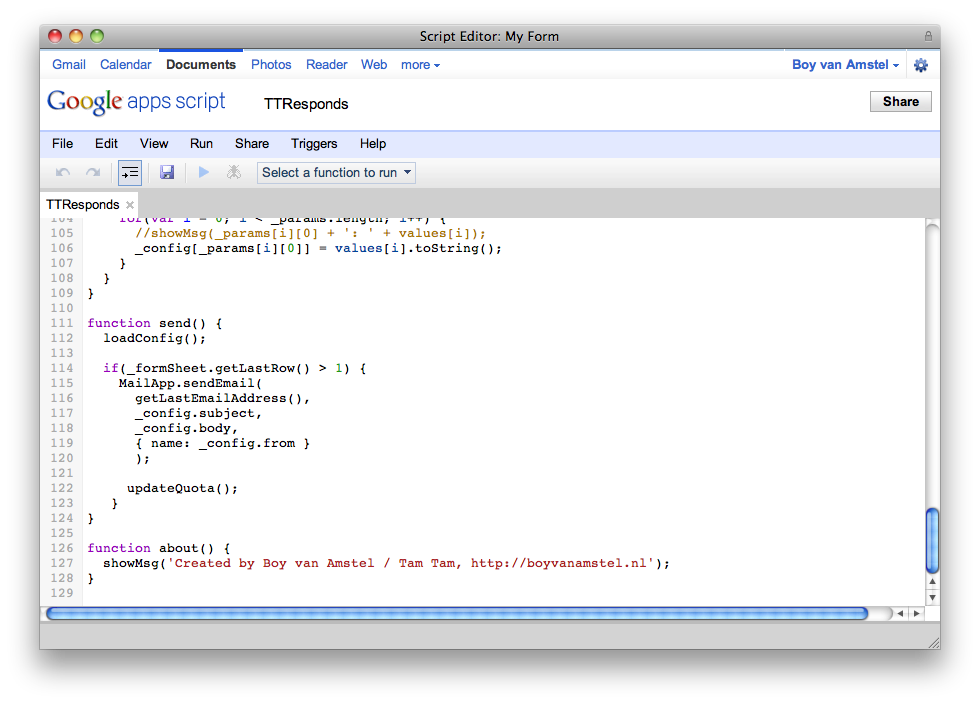 Script Editor: My Form
Gmail Calendar Documents Photos Reader Web more Boy van Amstel
Google apps script TTResponds Share
File Edit View Run Share Triggers Help
Select a function to run
TTResponds
104     for(var i = 0; i < _params.length; i++) {
105       //showMsg(_params[i][0] + ': ' + values[i]);
106       _config[_params[i][0]] = values[i].toString();
107     }
108   }
109 }
110
111 function send() {
112   loadConfig();
113
114   if(_formSheet.getLastRow() > 1) {
115     MailApp.sendEmail(
116       getLastEmailAddress(),
117       _config.subject,
118       _config.body,
119       { name: _config.from }
120       );
121
122      updateQuota();
123    }
124 }
125
126 function about() {
127   showMsg('Created by Boy van Amstel / Tam Tam, http://boyvanamstel.nl');
128 }
129